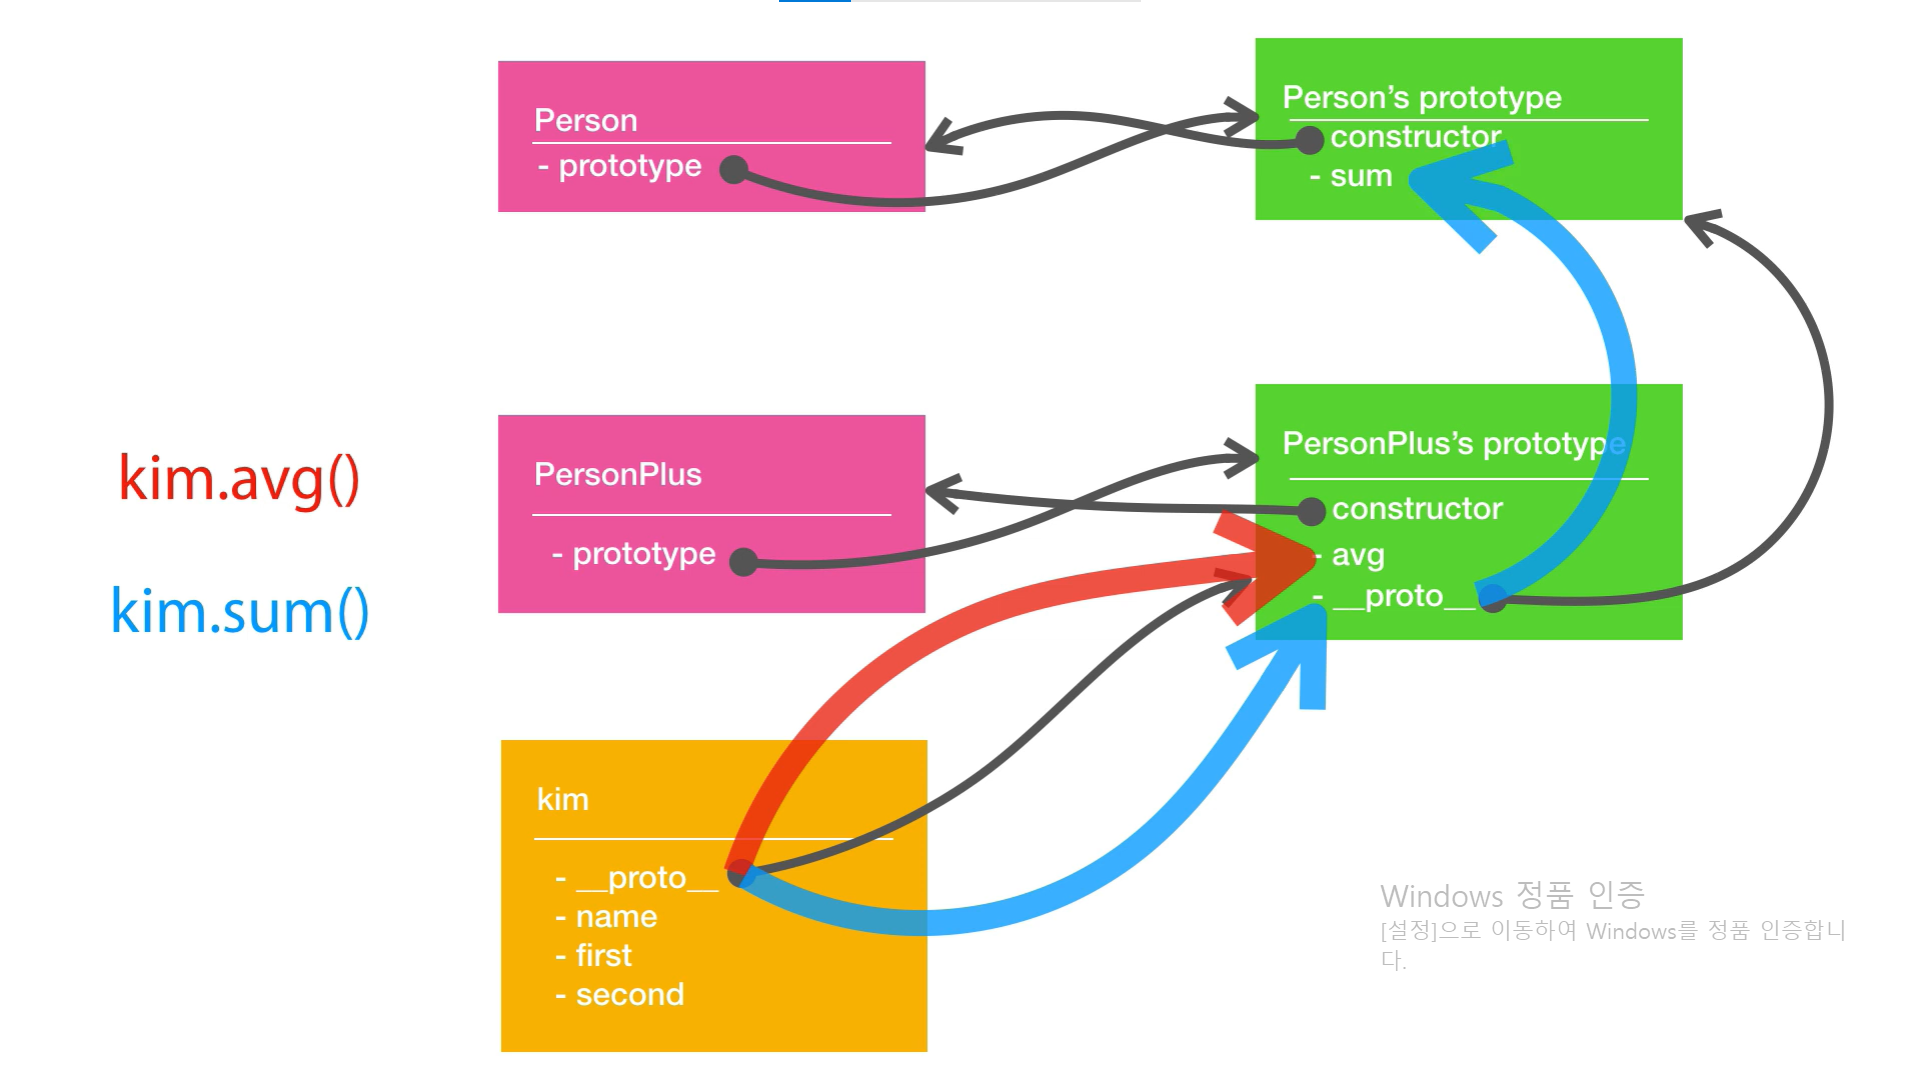 Person
- prototype
Person’s prototype
constructor
- sum
kim.avg()
kim.sum()
PersonPlus
- prototype
PersonPlus’s prototype
constructor
- avg
- __proto__
kim
- __proto__
- name
- first
- second
Windows 정품 인증
[설정]으로 이동하여 Windows를 정품 인증합니
다.